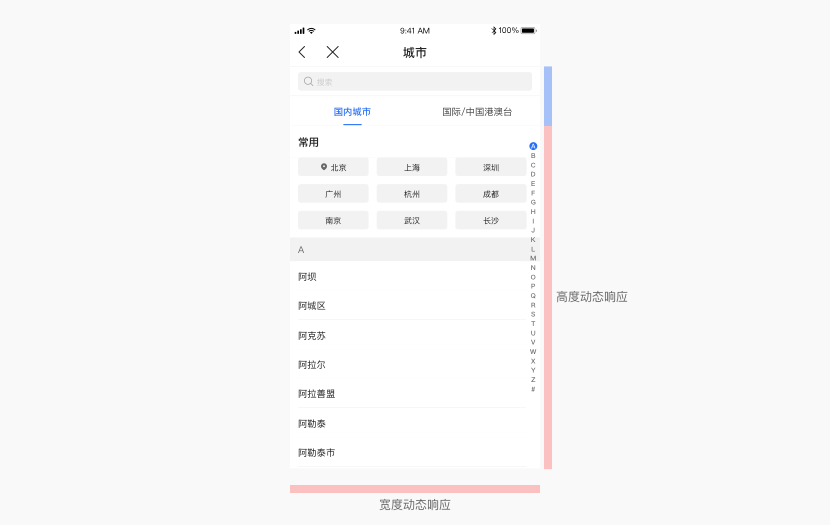 9:41 AM 100%
城市
搜索
国内城市 国际/中国港澳台
常用
北京 上海 深圳
广州 杭州 成都
南京 武汉 长沙
A
阿坝
阿城区
阿克苏
阿拉尔
阿拉善盟
阿勒泰
阿勒泰市
A
B
C
D
E
F
G
H
I
J
K
L
M
N
O
P
Q
R
S
T
U
V
W
X
Y
Z
#
高度动态响应
宽度动态响应